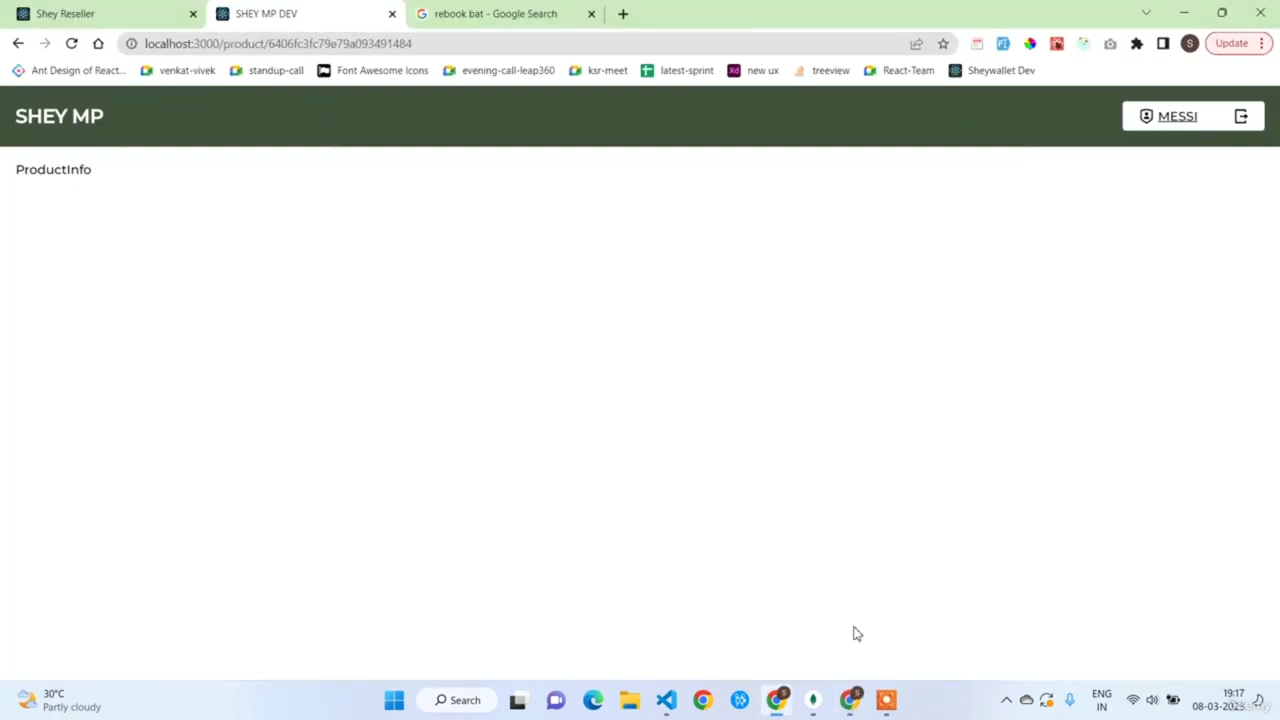 Shey Reseller
SHEY MP DEV
rebook bat - Google Search
localhost:3000/product/6406fc3fc79e79a093491484
S
Update
Ant Design of React...
venkat-vivek
standup-call
Font Awesome Icons
evening-call-leap360
ksr-meet
latest-sprint
Xd
new ux
treeview
React-Team
Sheywallet Dev
SHEY MP
MESSI
ProductInfo
30°C
Partly cloudy
Search
ENG
IN
19:17
08-03-2023